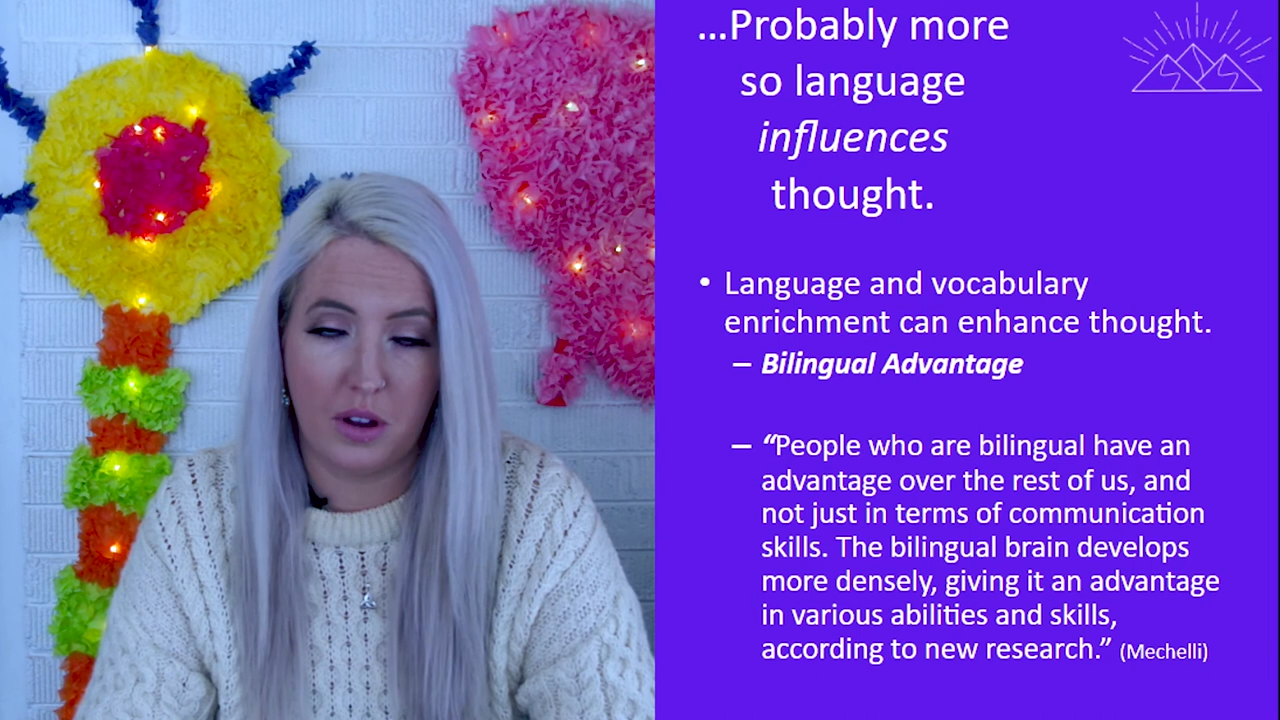 ...Probably more
so language
influences
thought.
• Language and vocabulary
enrichment can enhance thought.
– Bilingual Advantage
– “People who are bilingual have an
advantage over the rest of us, and
not just in terms of communication
skills. The bilingual brain develops
more densely, giving it an advantage
in various abilities and skills,
according to new research.” (Mechelli)